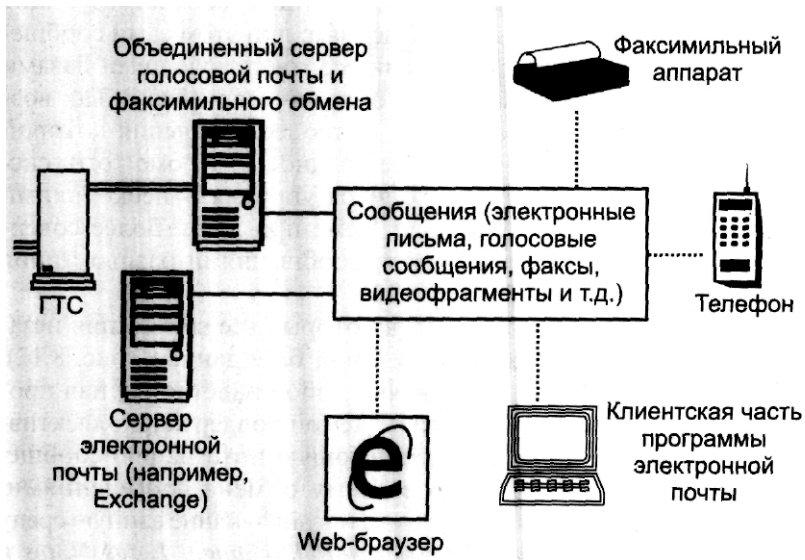 Объединенный сервер
голосовой почты и
факсимильного обмена
Факсимильный
аппарат
Сообщения (электронные
письма, голосовые
сообщения, факсы,
видеофрагменты и т.д.)
ГТС
Телефон
Сервер
электронной
почты (например,
Exchange)
Клиентская часть
программы
электронной
почты
e
Web-браузер